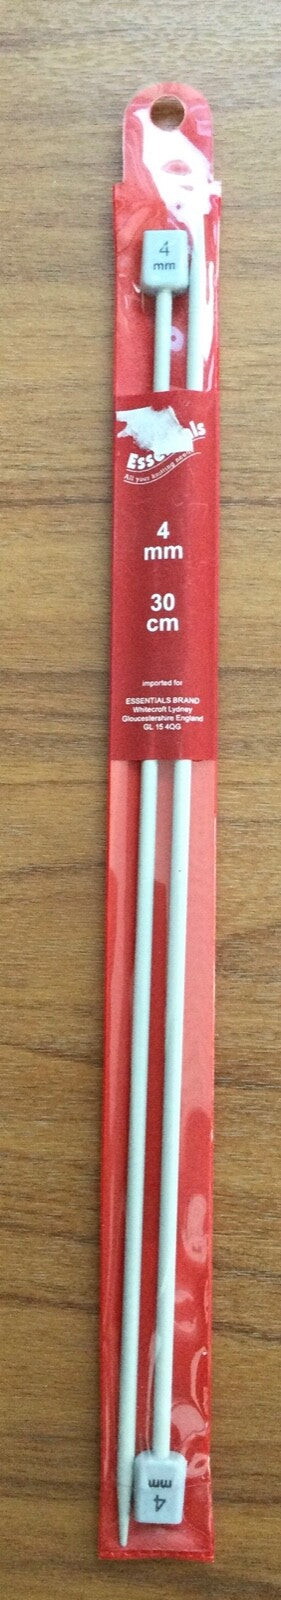 4
mm
Essentials
All your knitting needs
4
mm
30
cm
imported for
ESSENTIALS BRAND
Whitecroft Lydney
Gloucestershire England
GL 15 4QG
4
mm